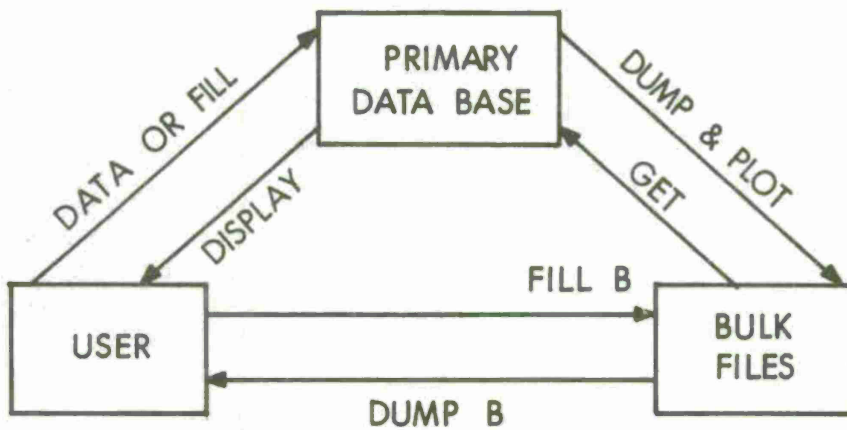 PRIMARY
DATA BASE
DATA OR FILL
DISPLAY
DUMP & PLOT
GET
USER
FILL B
BULK
FILES
DUMP B